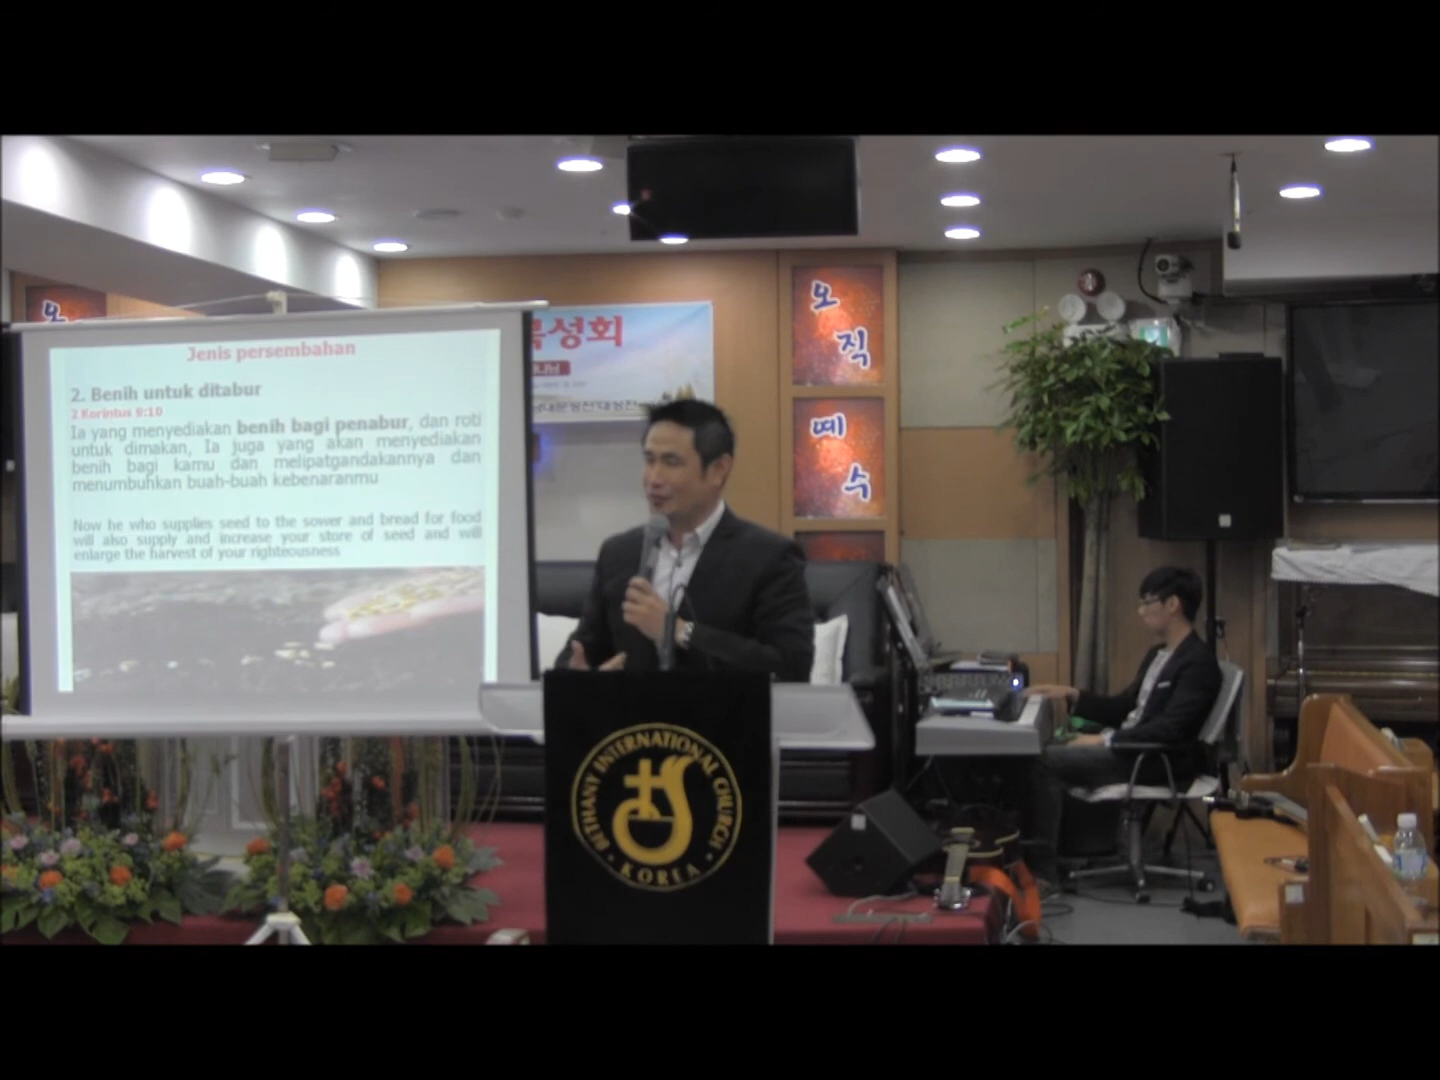 Jenis persembahan
2. Benih untuk ditabur
2 Korintus 9:10
Ia yang menyediakan benih bagi penabur, dan roti
untuk dimakan, Ia juga yang akan menyediakan
benih bagi kamu dan melipatgandakannya dan
menumbuhkan buah-buah kebenaranmu
Now he who supplies seed to the sower and bread for food
will also supply and increase your store of seed and will
enlarge the harvest of your righteousness
성회
오
직
예
수
오
BETHANY INTERNATIONAL CHURCH
KOREA